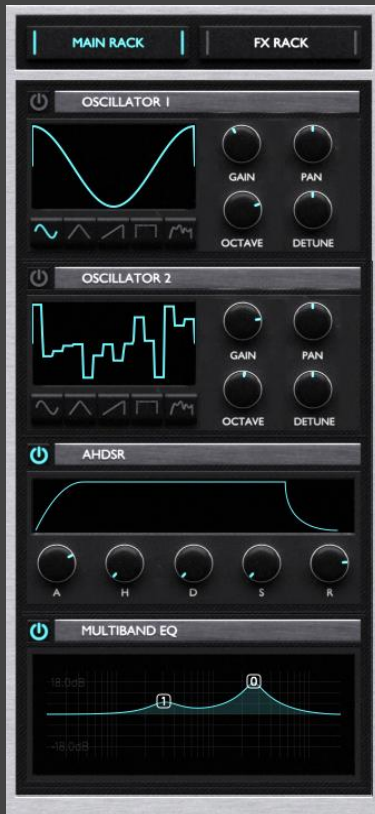 MAIN RACK FX RACK
OSCILLATOR 1
GAIN PAN
OCTAVE DETUNE
OSCILLATOR 2
GAIN PAN
OCTAVE DETUNE
AHDSR
A H D S R
MULTIBAND EQ
18.0dB
0
1
-18.0dB